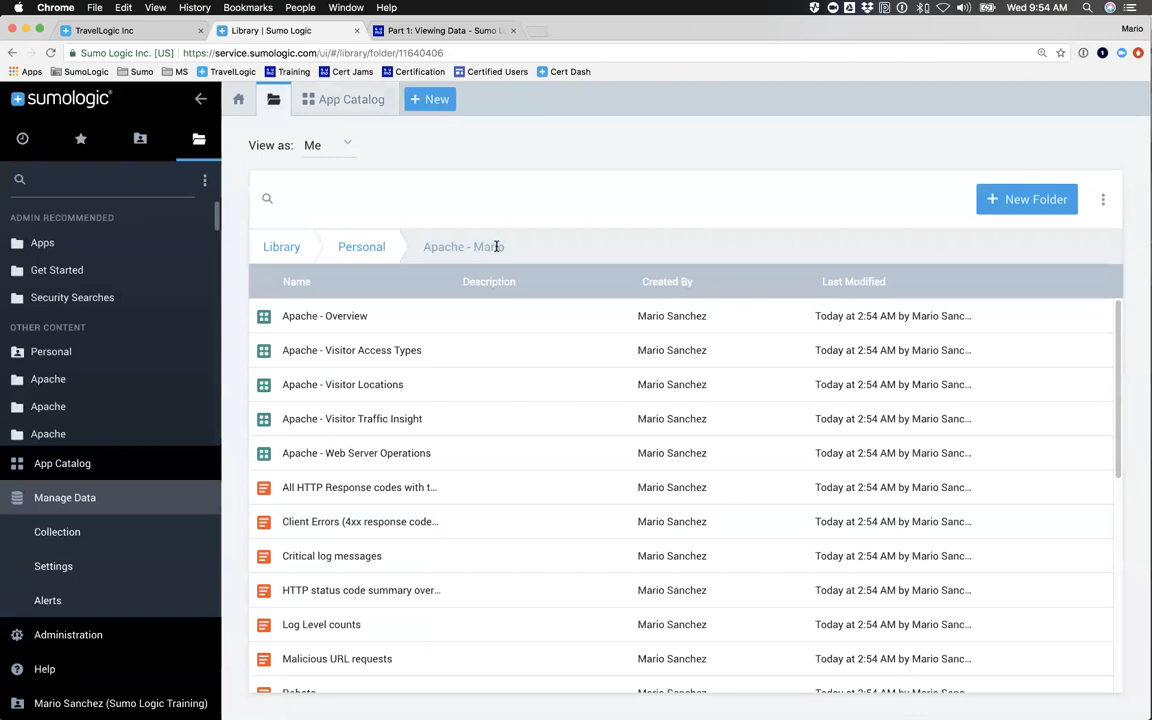 Chrome File Edit View History Bookmarks People Window Help Wed 9:54 AM
TravelLogic Inc Library | Sumo Logic Part 1: Viewing Data - Sumo L Mario
Sumo Logic Inc. [US] https://service.sumologic.com/ui/#/library/folder/11640406
Apps SumoLogic Sumo MS TravelLogic Training Cert Jams Certification Certified Users Cert Dash
sumologic App Catalog + New
View as: Me
+ New Folder
ADMIN RECOMMENDED
Apps
Get Started
Security Searches
OTHER CONTENT
Personal
Apache
Apache
Apache
App Catalog
Manage Data
Collection
Settings
Alerts
Administration
Help
Mario Sanchez (Sumo Logic Training)
Library Personal Apache - Mario
Name Description Created By Last Modified
Apache - Overview Mario Sanchez Today at 2:54 AM by Mario Sanc...
Apache - Visitor Access Types Mario Sanchez Today at 2:54 AM by Mario Sanc...
Apache - Visitor Locations Mario Sanchez Today at 2:54 AM by Mario Sanc...
Apache - Visitor Traffic Insight Mario Sanchez Today at 2:54 AM by Mario Sanc...
Apache - Web Server Operations Mario Sanchez Today at 2:54 AM by Mario Sanc...
All HTTP Response codes with t... Mario Sanchez Today at 2:54 AM by Mario Sanc...
Client Errors (4xx response code... Mario Sanchez Today at 2:54 AM by Mario Sanc...
Critical log messages Mario Sanchez Today at 2:54 AM by Mario Sanc...
HTTP status code summary over... Mario Sanchez Today at 2:54 AM by Mario Sanc...
Log Level counts Mario Sanchez Today at 2:54 AM by Mario Sanc...
Malicious URL requests Mario Sanchez Today at 2:54 AM by Mario Sanc...
Robots Mario Sanchez Today at 2:54 AM by Mario Sanc...